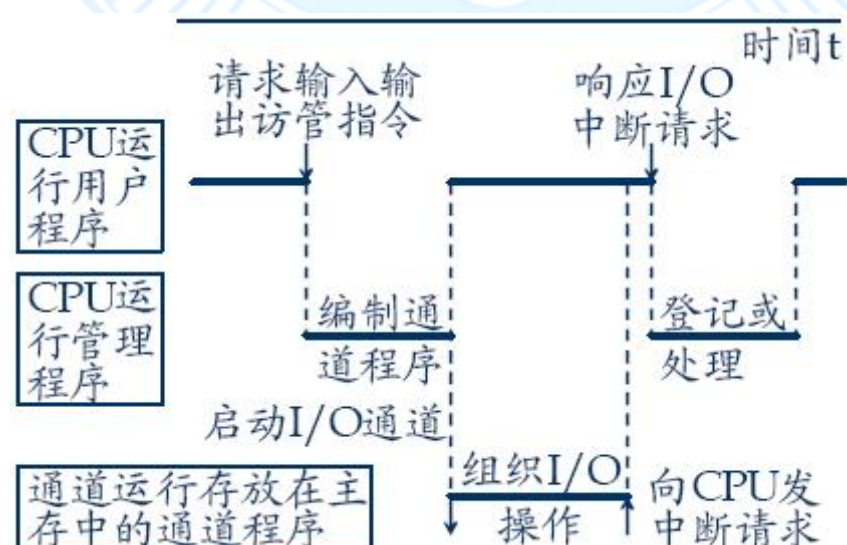 时间t
请求输入输
出访管指令
响应I/O
中断请求
CPU运
行用户
程序
CPU运
行管理
程序
编制通
道程序
登记或
处理
启动I/O通道
通道运行存放在主
存中的通道程序
组织I/O
操作
向CPU发
中断请求